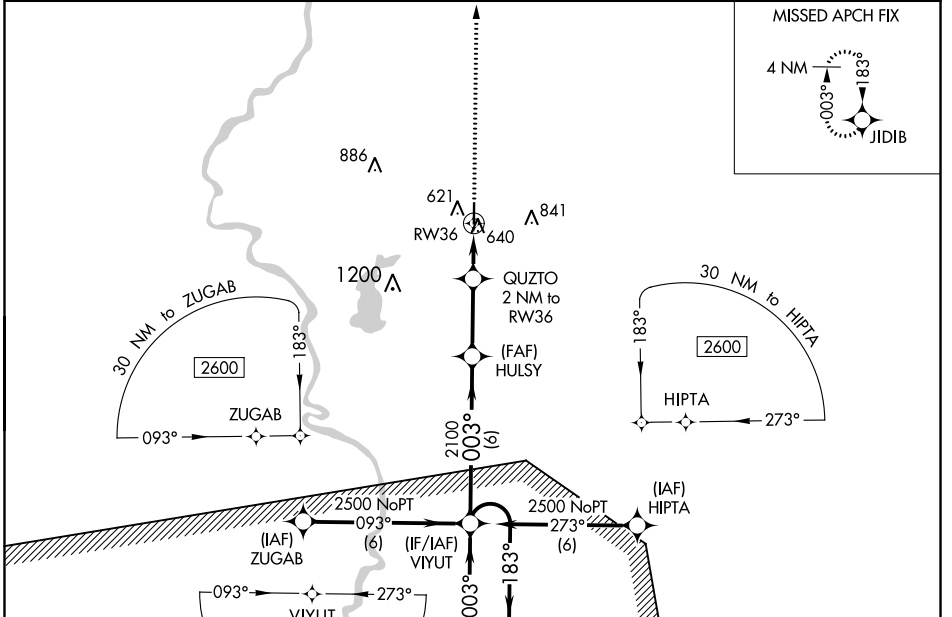 MISSED APCH FIX
4 NM
183°
003°
JIDIB
886
621
841
RW36
640
1200
QUZTO
2 NM to
RW36
30 NM to ZUGAB
183°
2600
ZUGAB
093°
30 NM to HIPTA
183°
2600
HIPTA
273°
(FAF)
HULSY
2100
003°
(6)
2500 NoPT
093°
(6)
(IAF)
ZUGAB
(IF/IAF)
VIYUT
2500 NoPT
273°
(6)
(IAF)
HIPTA
003°
183°
093°
273°
VIYUT